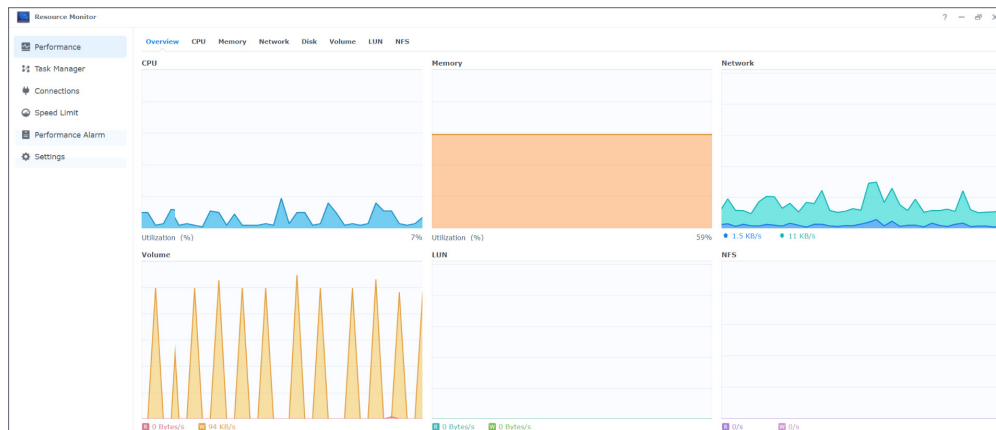 Resource Monitor
Performance
Task Manager
Connections
Speed Limit
Performance Alarm
Settings
Overview CPU Memory Network Disk Volume LUN NFS
CPU Memory Network
Utilization (%) 7% Utilization (%) 59% 1.5 KB/s 11 KB/s
Volume LUN NFS
R 0 Bytes/s W 94 KB/s R 0 Bytes/s W 0 Bytes/s R 0/s W 0/s